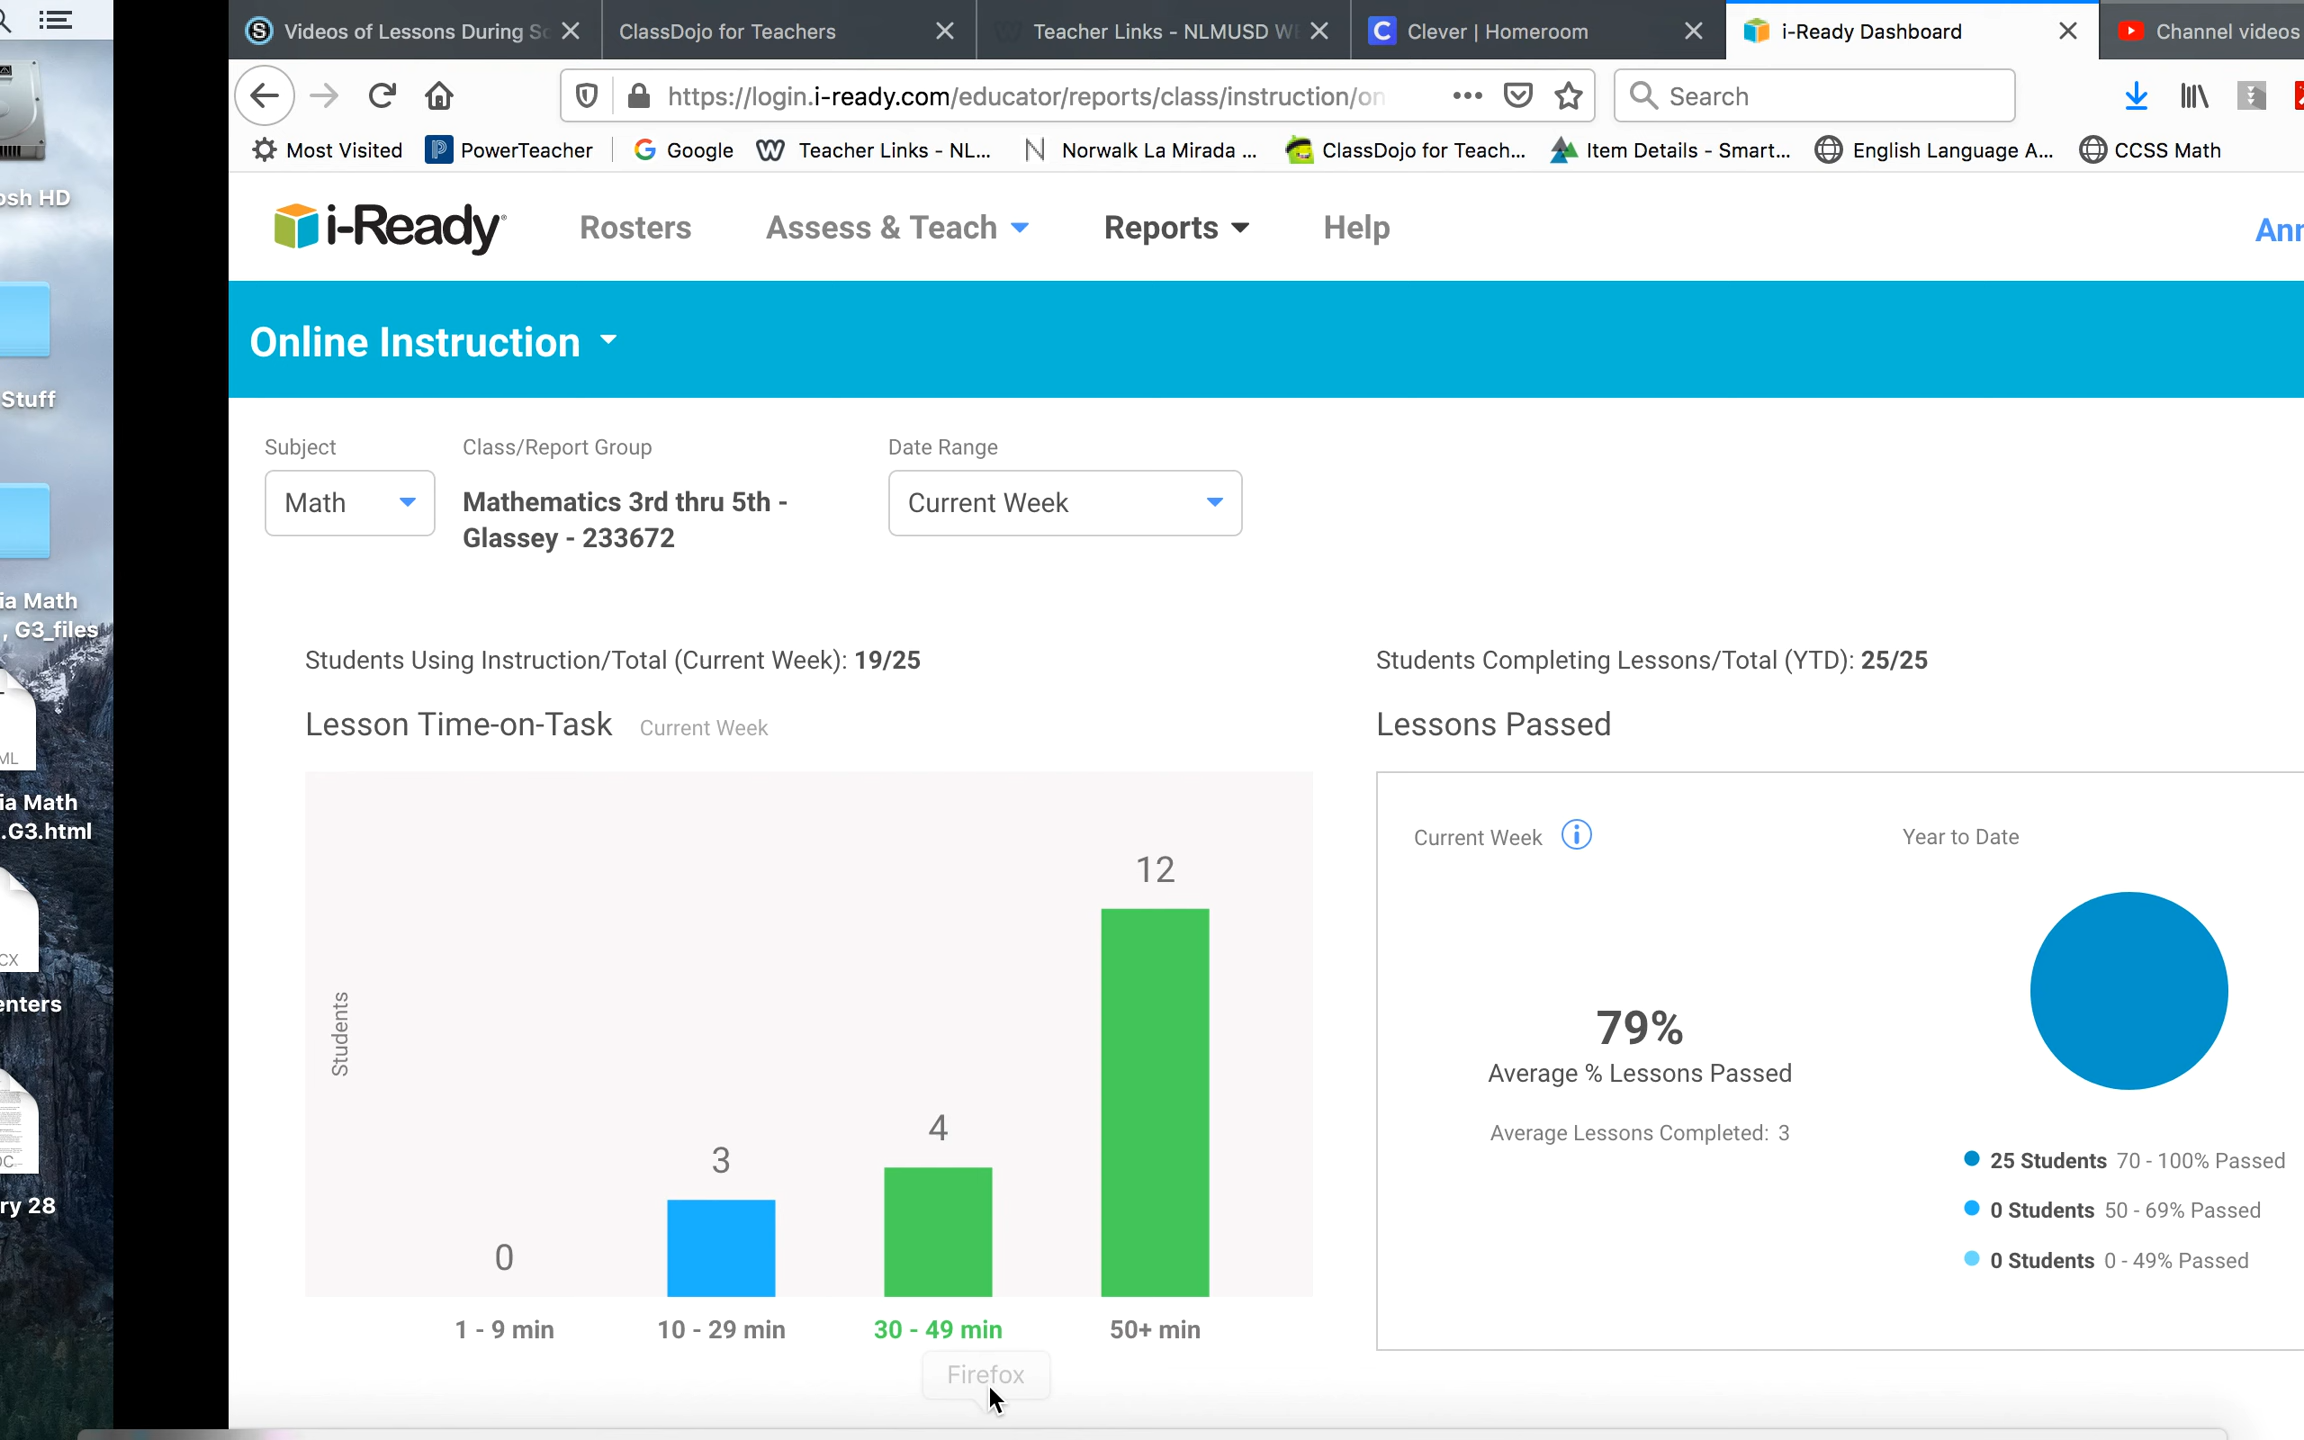 Videos of Lessons During
ClassDojo for Teachers
Teacher Links - NLMUSD
Clever | Homeroom
i-Ready Dashboard
Channel videos
https://login.i-ready.com/educator/reports/class/instruction/on
Search
Most Visited
PowerTeacher
Google
Teacher Links - NL...
Norwalk La Mirada ...
ClassDojo for Teach...
Item Details - Smart...
English Language A...
CCSS Math
i-Ready
Rosters
Assess & Teach
Reports
Help
Ann
osh HD
Stuff
ia Math
, G3_files
ML
ia Math
.G3.html
CX
enters
OC
ry 28
Online Instruction
Subject
Math
Class/Report Group
Mathematics 3rd thru 5th -
Glassey - 233672
Date Range
Current Week
Students Using Instruction/Total (Current Week): 19/25
Lesson Time-on-Task Current Week
Students
0
3
4
12
1 - 9 min
10 - 29 min
30 - 49 min
50+ min
Firefox
Students Completing Lessons/Total (YTD): 25/25
Lessons Passed
Current Week
79%
Average % Lessons Passed
Average Lessons Completed: 3
Year to Date
25 Students 70 - 100% Passed
0 Students 50 - 69% Passed
0 Students 0 - 49% Passed